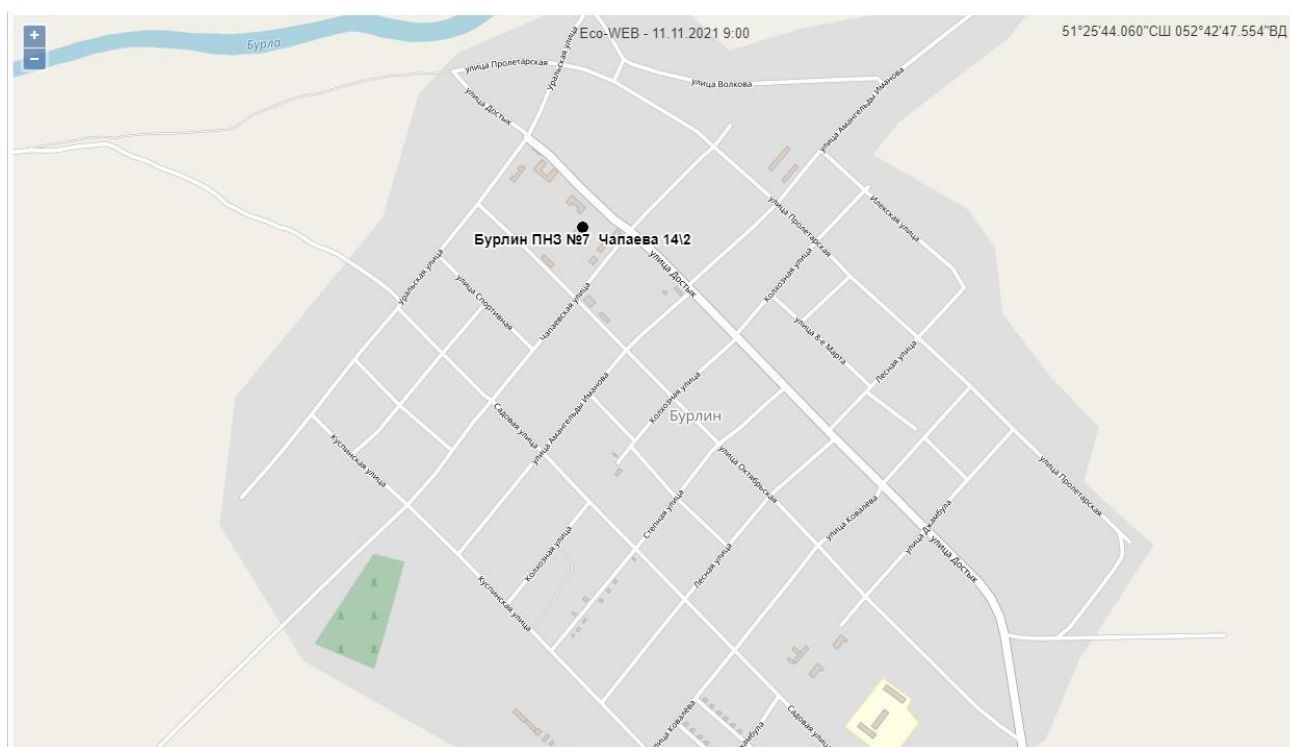 +
Eco-WEB - 11.11.2021 9:00
51°25'44.060"СШ 052°42'47.554"ВД
−
Бурла
улица Пролетарская
Уральская улица
улица Волкова
улица Амангельды Иманова
улица Достык
улица Пролетарская
Илекская улица
Бурлин ПНЗ №7 Чапаева 14\2
Уральская улица
улица Спортивная
Чапаевская улица
улица Достык
Колхозная улица
улица 8-е Марта
Лесная улица
Садовая улица
улица Амангельды Иманова
Колхозная улица
Бурлин
Куспинская улица
улица Октябрьская
улица Пролетарская
Степная улица
улица Ковалёва
улица Джамбула
улица Достык
Колхозная улица
Лесная улица
Куспинская улица
улица Ковалёва
Джамбула
Садовая улица